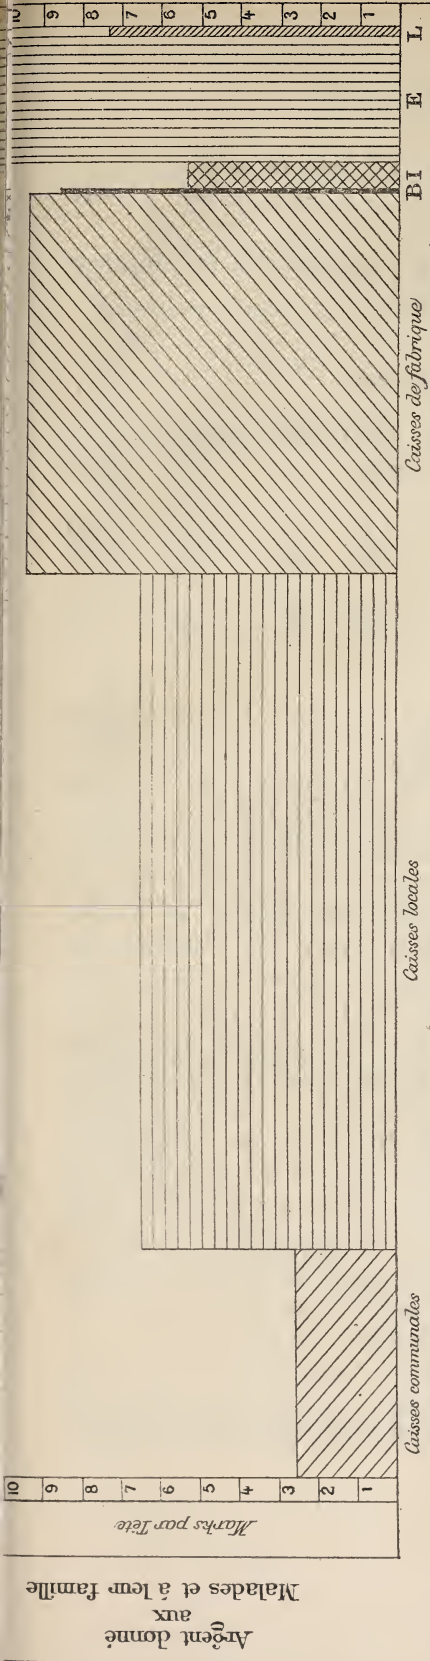 Argent donné
aux
Malades et à leur famille
Marks par Tête
10
9
8
7
6
5
4
3
2
1
Caisses communales
Caisses locales
Caisses de fabrique
B I E L
10
9
8
7
6
5
4
3
2
1